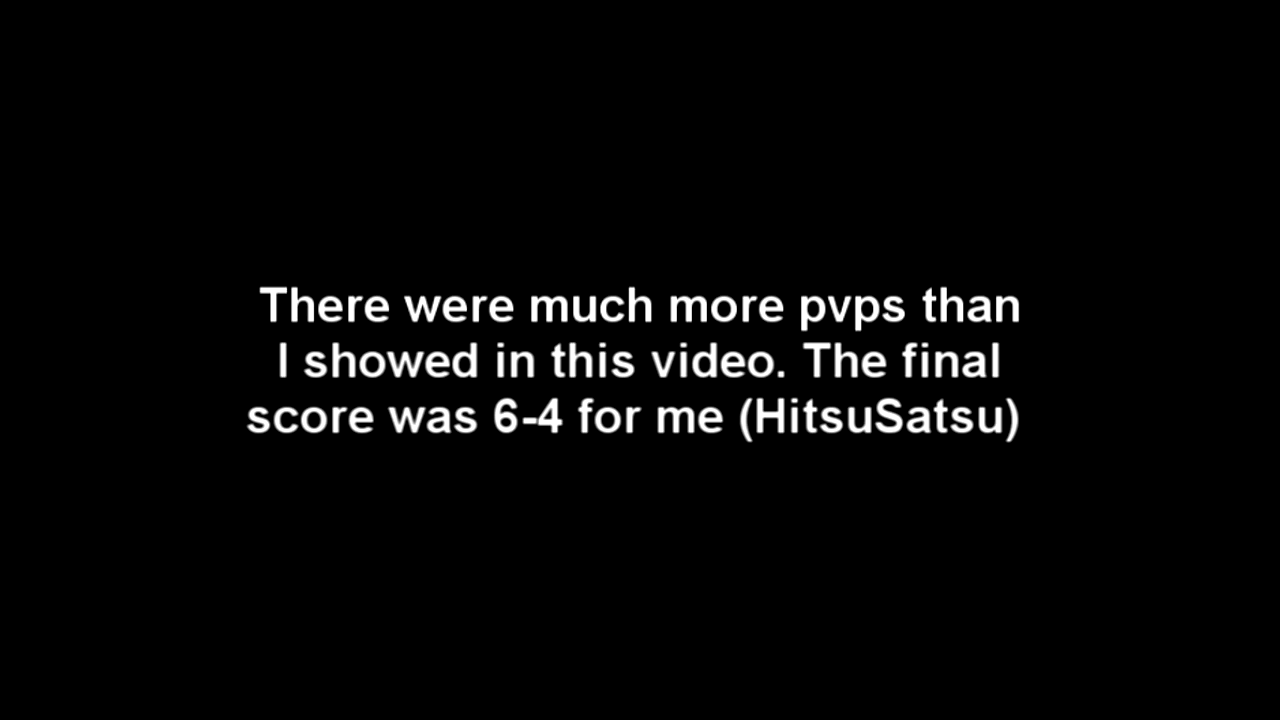 There were much more pvps than
I showed in this video. The final
score was 6-4 for me (HitsuSatsu)